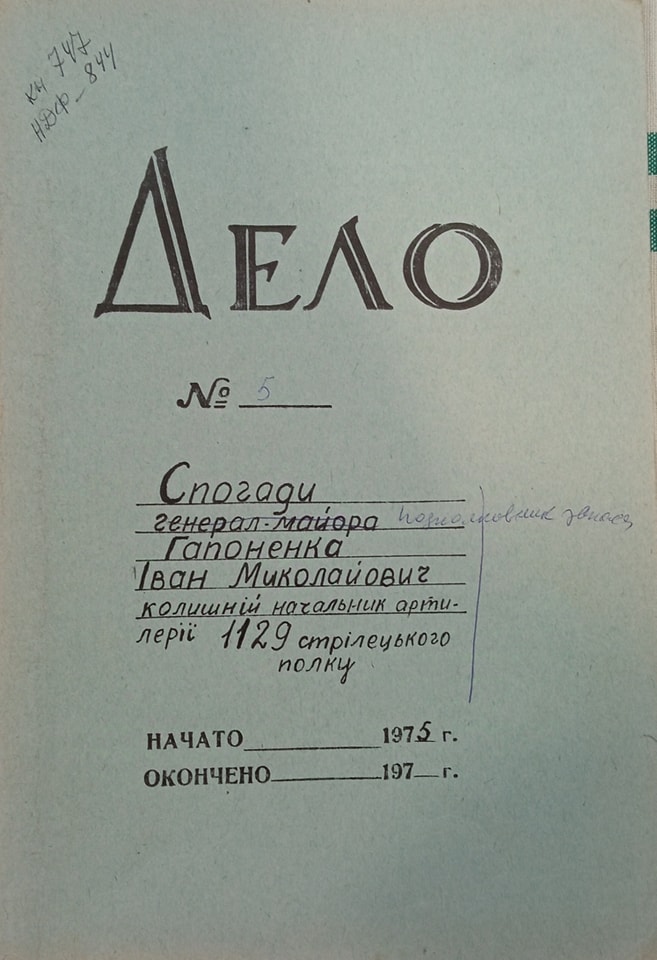 кн 747
НДф - 844
ДЕЛО
№ 5
Спогади
генерал-майора
Гапоненка
Іван Миколайович
колишній начальник арти-
лерії 1129 стрілецького
полку
НАЧАТО 1975 г.
ОКОНЧЕНО 197 г.